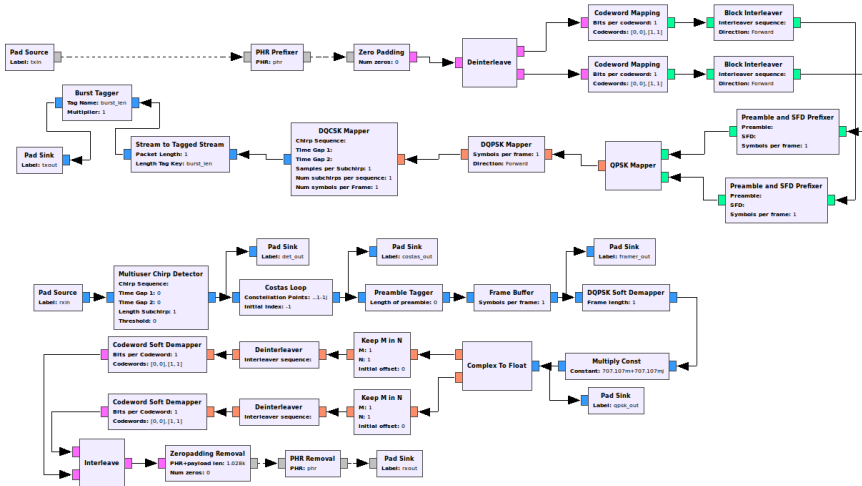 Codeword Mapping
Bits per codeword: 1
Codewords: [0, 0], [1, 1]
Block Interleaver
Interleaver sequence:
Direction: Forward
Pad Source
Label: txin
PHR Prefixer
PHR: phr
Zero Padding
Num zeros: 0
Deinterleave
Codeword Mapping
Bits per codeword: 1
Codewords: [0, 0], [1, 1]
Block Interleaver
Interleaver sequence:
Direction: Forward
Burst Tagger
Tag Name: burst_len
Multiplier: 1
Preamble and SFD Prefixer
Preamble:
SFD:
Symbols per frame: 1
Pad Sink
Label: txout
Stream to Tagged Stream
Packet Length: 1
Length Tag Key: burst_len
DQCSK Mapper
Chirp Sequence:
Time Gap 1:
Time Gap 2:
Samples per Subchirp: 1
Num subchirps per sequence: 1
Num symbols per Frame: 1
DQPSK Mapper
Symbols per frame: 1
Direction: Forward
QPSK Mapper
Preamble and SFD Prefixer
Preamble:
SFD:
Symbols per frame: 1
Pad Sink
Label: det_out
Pad Sink
Label: costas_out
Pad Sink
Label: framer_out
Pad Source
Label: rxin
Multiuser Chirp Detector
Chirp Sequence:
Time Gap 1: 0
Time Gap 2: 0
Length Subchirp: 1
Threshold: 0
Costas Loop
Constellation Points: ...1-1j
Initial Index: -1
Preamble Tagger
Length of preamble: 0
Frame Buffer
Symbols per frame: 1
DQPSK Soft Demapper
Frame length: 1
Codeword Soft Demapper
Bits per Codeword: 1
Codewords: [0, 0], [1, 1]
Deinterleaver
Interleaver sequence:
Keep M in N
M: 1
N: 1
Initial offset: 0
Complex To Float
Multiply Const
Constant: 707.107m+707.107mj
Pad Sink
Label: qpsk_out
Codeword Soft Demapper
Bits per Codeword: 1
Codewords: [0, 0], [1, 1]
Deinterleaver
Interleaver sequence:
Keep M in N
M: 1
N: 1
Initial offset: 0
Interleave
Zeropadding Removal
PHR+payload len: 1.028k
Num zeros: 0
PHR Removal
PHR: phr
Pad Sink
Label: rxout